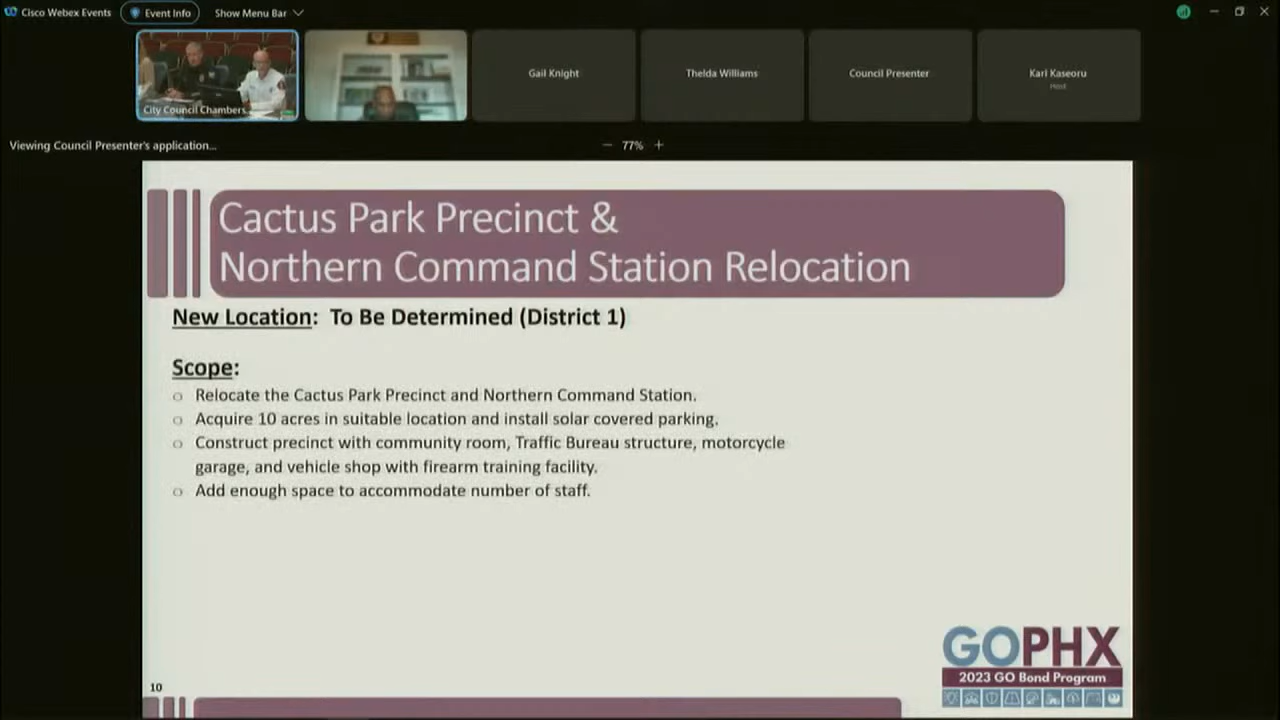 Cisco Webex Events
Event Info
Show Menu Bar
City Council Chambers
Gail Knight
Thelda Williams
Council Presenter
Karl Kaseoru
Host
Viewing Council Presenter's application...
— 77% +
Cactus Park Precinct &
Northern Command Station Relocation
New Location: To Be Determined (District 1)
Scope:
o Relocate the Cactus Park Precinct and Northern Command Station.
o Acquire 10 acres in suitable location and install solar covered parking.
o Construct precinct with community room, Traffic Bureau structure, motorcycle
garage, and vehicle shop with firearm training facility.
o Add enough space to accommodate number of staff.
GOPHX
2023 GO Bond Program
10